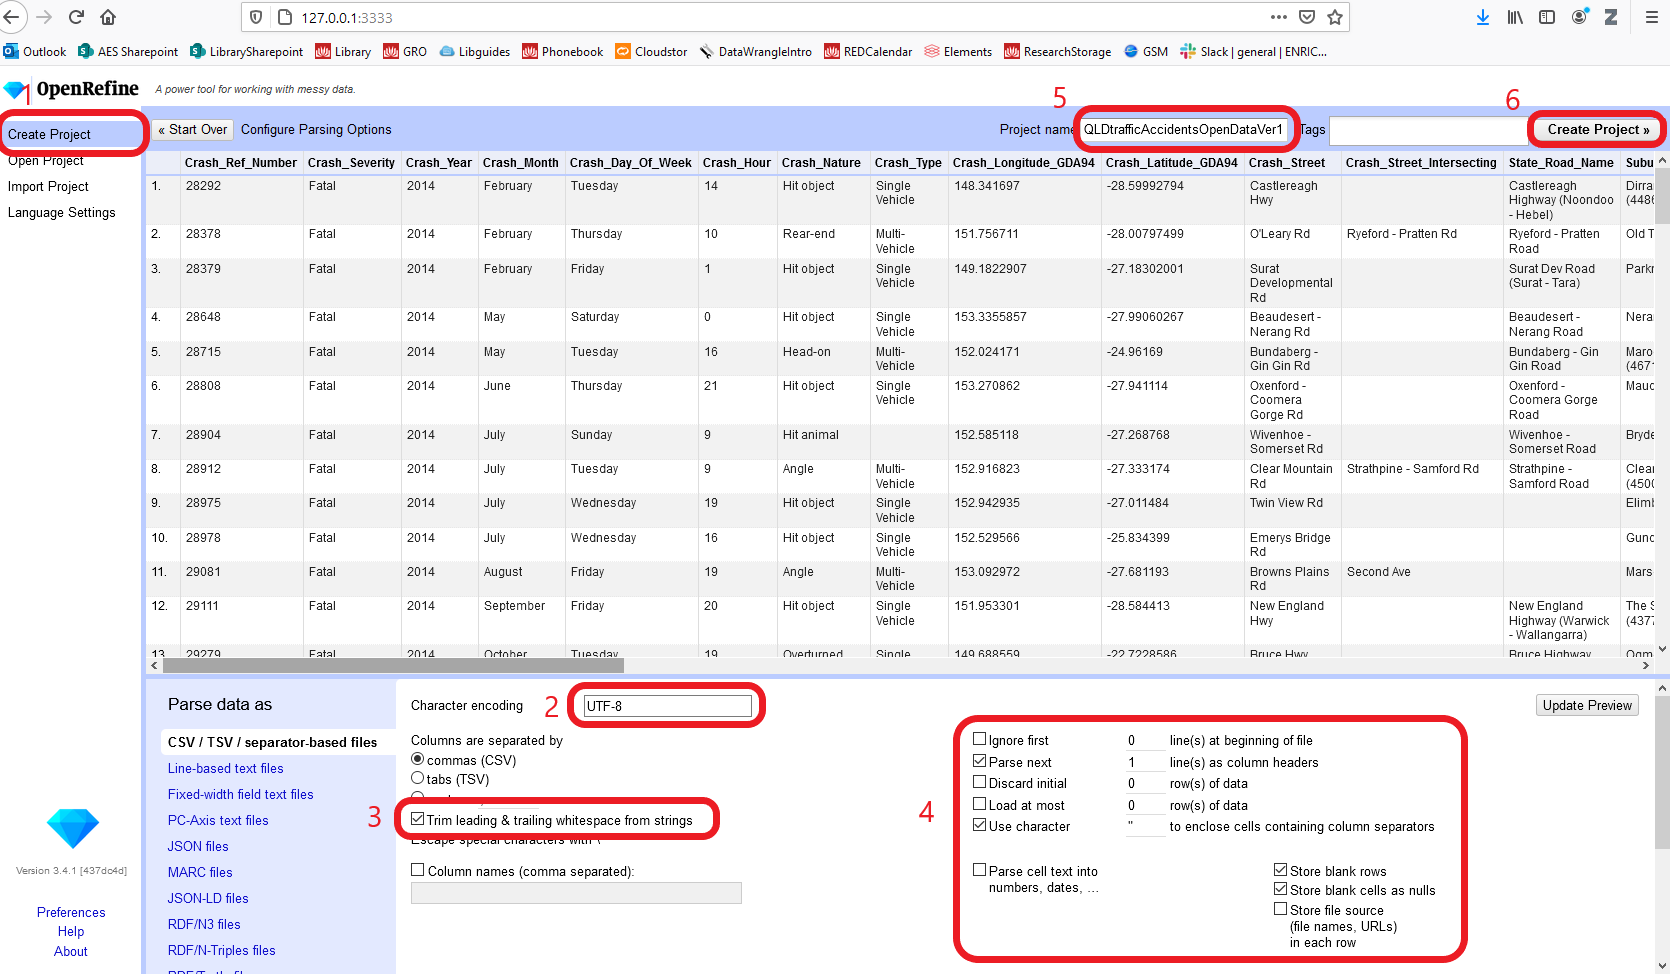 127.0.0.1:3333
Outlook AES Sharepoint LibrarySharepoint Library GRO Libguides Phonebook Cloudstor DataWrangleIntro REDCalendar Elements ResearchStorage GSM Slack | general | ENRIC...
OpenRefine A power tool for working with messy data.
1 5 6
Create Project
Open Project
Import Project
Language Settings
« Start Over Configure Parsing Options Project name QLDtrafficAccidentsOpenDataVer1 Tags Create Project »
Crash_Ref_Number Crash_Severity Crash_Year Crash_Month Crash_Day_Of_Week Crash_Hour Crash_Nature Crash_Type Crash_Longitude_GDA94 Crash_Latitude_GDA94 Crash_Street Crash_Street_Intersecting State_Road_Name Subu
1. 28292 Fatal 2014 February Tuesday 14 Hit object Single 148.341697 -28.59992794 Castlereagh Castlereagh Dirra
Vehicle Hwy Highway (Noondoo (448
- Hebel)
2. 28378 Fatal 2014 February Thursday 10 Rear-end Multi- 151.756711 -28.00797499 O'Leary Rd Ryeford - Pratten Rd Ryeford - Pratten Old T
Vehicle Road
3. 28379 Fatal 2014 February Friday 1 Hit object Single 149.1822907 -27.18302001 Surat Surat Dev Road Park
Vehicle Developmental (Surat - Tara)
Rd
4. 28648 Fatal 2014 May Saturday 0 Hit object Single 153.3355857 -27.99060267 Beaudesert - Beaudesert - Nera
Vehicle Nerang Rd Nerang Road
5. 28715 Fatal 2014 May Tuesday 16 Head-on Multi- 152.024171 -24.96169 Bundaberg - Bundaberg - Gin Maro
Vehicle Gin Gin Rd Gin Road (4671
6. 28808 Fatal 2014 June Thursday 21 Hit object Single 153.270862 -27.941114 Oxenford - Oxenford - Maud
Vehicle Coomera Coomera Gorge
Gorge Rd Road
7. 28904 Fatal 2014 July Sunday 9 Hit animal 152.585118 -27.268768 Wivenhoe - Wivenhoe - Bryde
Somerset Rd Somerset Road
8. 28912 Fatal 2014 July Tuesday 9 Angle Multi- 152.916823 -27.333174 Clear Mountain Strathpine - Samford Rd Strathpine - Clear
Vehicle Rd Samford Road (4500
9. 28975 Fatal 2014 July Wednesday 19 Hit object Single 152.942935 -27.011484 Twin View Rd Elim
Vehicle
10. 28978 Fatal 2014 July Wednesday 16 Hit object Single 152.529566 -25.834399 Emerys Bridge Gund
Vehicle Rd
11. 29081 Fatal 2014 August Friday 19 Angle Multi- 153.092972 -27.681193 Browns Plains Second Ave Mars
Vehicle Rd
12. 29111 Fatal 2014 September Friday 20 Hit object Single 151.953301 -28.584413 New England New England The S
Vehicle Hwy Highway (Warwick (4377
- Wallangarra)
13. 29279 Fatal 2014 October Tuesday 19 Overturned Single 149.688559 -22.7228586 Bruce Hwy Bruce Highway
Parse data as
CSV / TSV / separator-based files
Line-based text files
Fixed-width field text files
PC-Axis text files
JSON files
MARC files
JSON-LD files
RDF/N3 files
RDF/N-Triples files
Version 3.4.1 [437dc4d]
Preferences
Help
About
Character encoding 2 UTF-8
Columns are separated by
commas (CSV)
tabs (TSV)
3 Trim leading & trailing whitespace from strings
Escape special characters with \
Column names (comma separated):
Update Preview
4
Ignore first 0 line(s) at beginning of file
Parse next 1 line(s) as column headers
Discard initial 0 row(s) of data
Load at most 0 row(s) of data
Use character " to enclose cells containing column separators
Parse cell text into
numbers, dates, ...
Store blank rows
Store blank cells as nulls
Store file source
(file names, URLs)
in each row